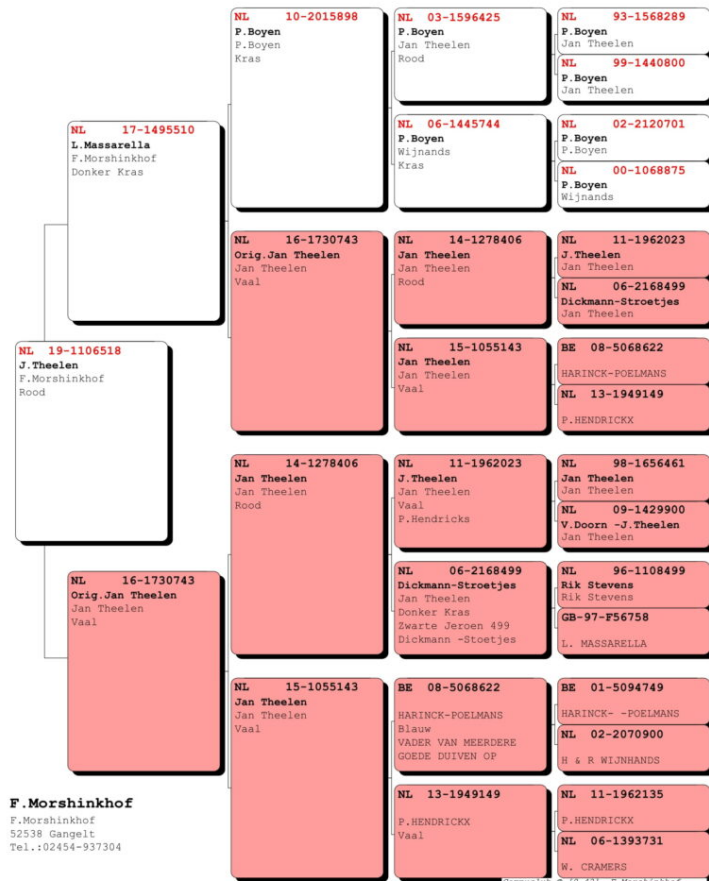 NL 10-2015898
P.Boyen
P.Boyen
Kras
NL 03-1596425
P.Boyen
Jan Theelen
Rood
NL 93-1568289
P.Boyen
Jan Theelen
NL 99-1440800
P.Boyen
Jan Theelen
NL 06-1445744
P.Boyen
Wijnands
Kras
NL 02-2120701
P.Boyen
P.Boyen
NL 00-1068875
P.Boyen
Wijnands
NL 17-1495510
L.Massarella
F.Morshinkhof
Donker Kras
NL 16-1730743
Orig.Jan Theelen
Jan Theelen
Vaal
NL 14-1278406
Jan Theelen
Jan Theelen
Rood
NL 11-1962023
J.Theelen
Jan Theelen
NL 06-2168499
Dickmann-Stroetjes
Jan Theelen
NL 15-1055143
Jan Theelen
Jan Theelen
Vaal
BE 08-5068622
HARINCK-POELMANS
NL 13-1949149
P.HENDRICKX
NL 19-1106518
J.Theelen
F.Morshinkhof
Rood
NL 14-1278406
Jan Theelen
Jan Theelen
Rood
NL 11-1962023
J.Theelen
Jan Theelen
Vaal
P.Hendricks
NL 98-1656461
Jan Theelen
Jan Theelen
NL 09-1429900
V.Doorn -J.Theelen
Jan Theelen
NL 06-2168499
Dickmann-Stroetjes
Jan Theelen
Donker Kras
Zwarte Jeroen 499
Dickmann -Stoetjes
NL 96-1108499
Rik Stevens
Rik Stevens
GB-97-F56758
L. MASSARELLA
NL 16-1730743
Orig.Jan Theelen
Jan Theelen
Vaal
NL 15-1055143
Jan Theelen
Jan Theelen
Vaal
BE 08-5068622
HARINCK-POELMANS
Blauw
VADER VAN MEERDERE
GOEDE DUIVEN OP
BE 01-5094749
HARINCK- -POELMANS
NL 02-2070900
H & R WIJNHANDS
NL 13-1949149
P.HENDRICKX
Vaal
NL 11-1962135
P.HENDRICKX
NL 06-1393731
W. CRAMERS
F.Morshinkhof
F.Morshinkhof
52538 Gangelt
Tel.:02454-937304